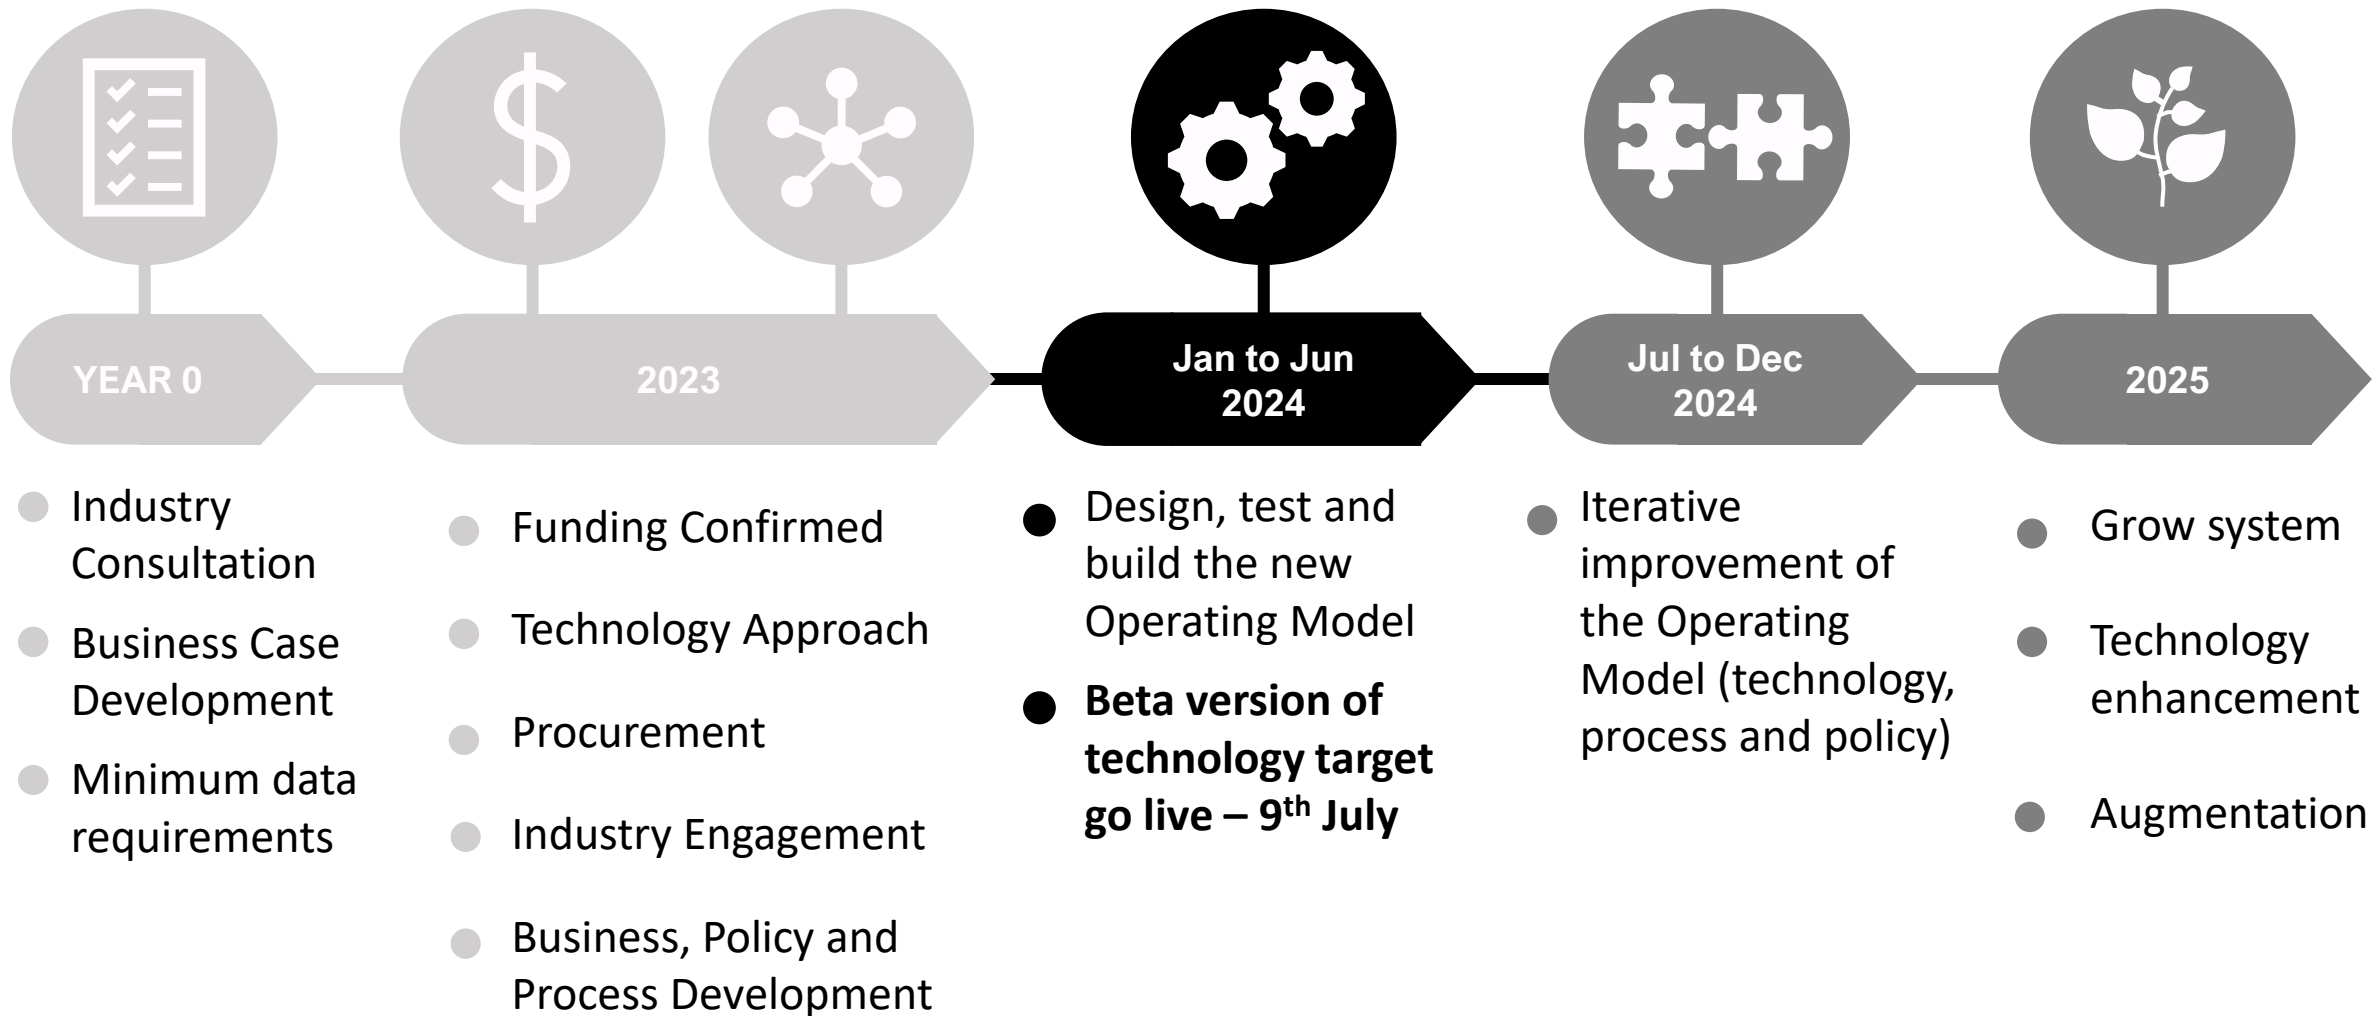 YEAR 0
2023
Jan to Jun
2024
Jul to Dec
2024
2025
Industry
Consultation
Business Case
Development
Minimum data
requirements
Funding Confirmed
Technology Approach
Procurement
Industry Engagement
Business, Policy and
Process Development
Design, test and
build the new
Operating Model
Beta version of
technology target
go live – 9th July
Iterative
improvement of
the Operating
Model (technology,
process and policy)
Grow system
Technology
enhancement
Augmentation